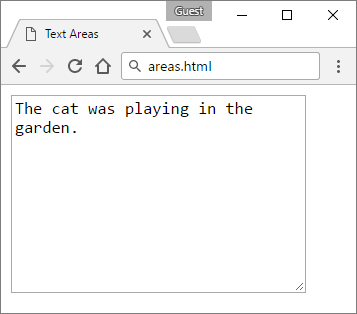 Guest
Text Areas
areas.html
The cat was playing in the
garden.